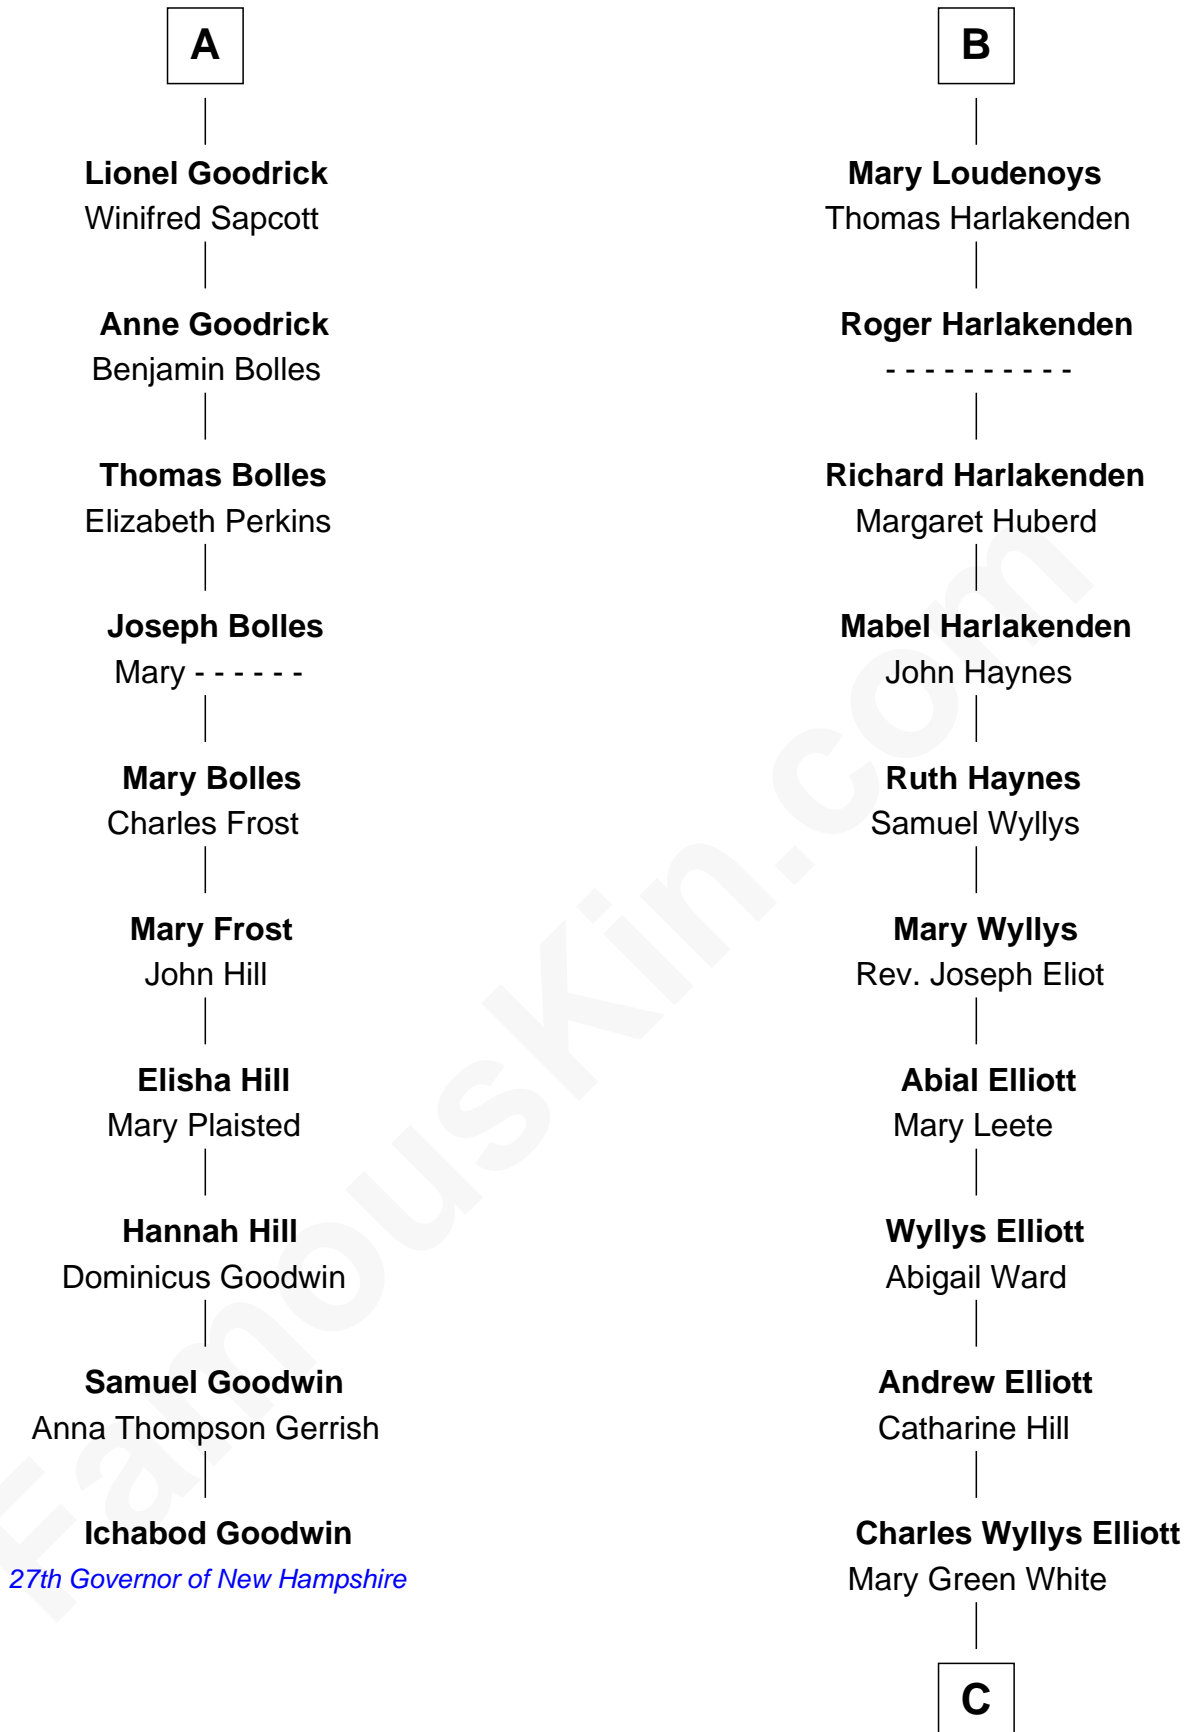 A
Lionel Goodrick
Winifred Sapcott
Anne Goodrick
Benjamin Bolles
Thomas Bolles
Elizabeth Perkins
Joseph Bolles
Mary - - - - - -
Mary Bolles
Charles Frost
Mary Frost
John Hill
Elisha Hill
Mary Plaisted
Hannah Hill
Dominicus Goodwin
Samuel Goodwin
Anna Thompson Gerrish
Ichabod Goodwin
27th Governor of New Hampshire
B
Mary Loudenoys
Thomas Harlakenden
Roger Harlakenden
- - - - - - - - - -
Richard Harlakenden
Margaret Huberd
Mabel Harlakenden
John Haynes
Ruth Haynes
Samuel Wyllys
Mary Wyllys
Rev. Joseph Eliot
Abial Elliott
Mary Leete
Wyllys Elliott
Abigail Ward
Andrew Elliott
Catharine Hill
Charles Wyllys Elliott
Mary Green White
C
FamousKin.com